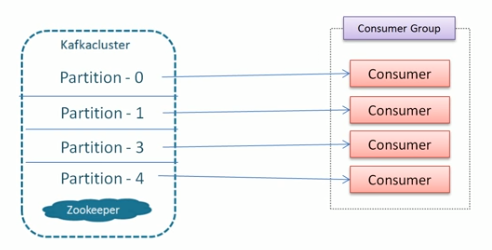 Kafkacluster
Partition - 0
Partition - 1
Partition - 3
Partition - 4
Zookeeper
Consumer Group
Consumer
Consumer
Consumer
Consumer